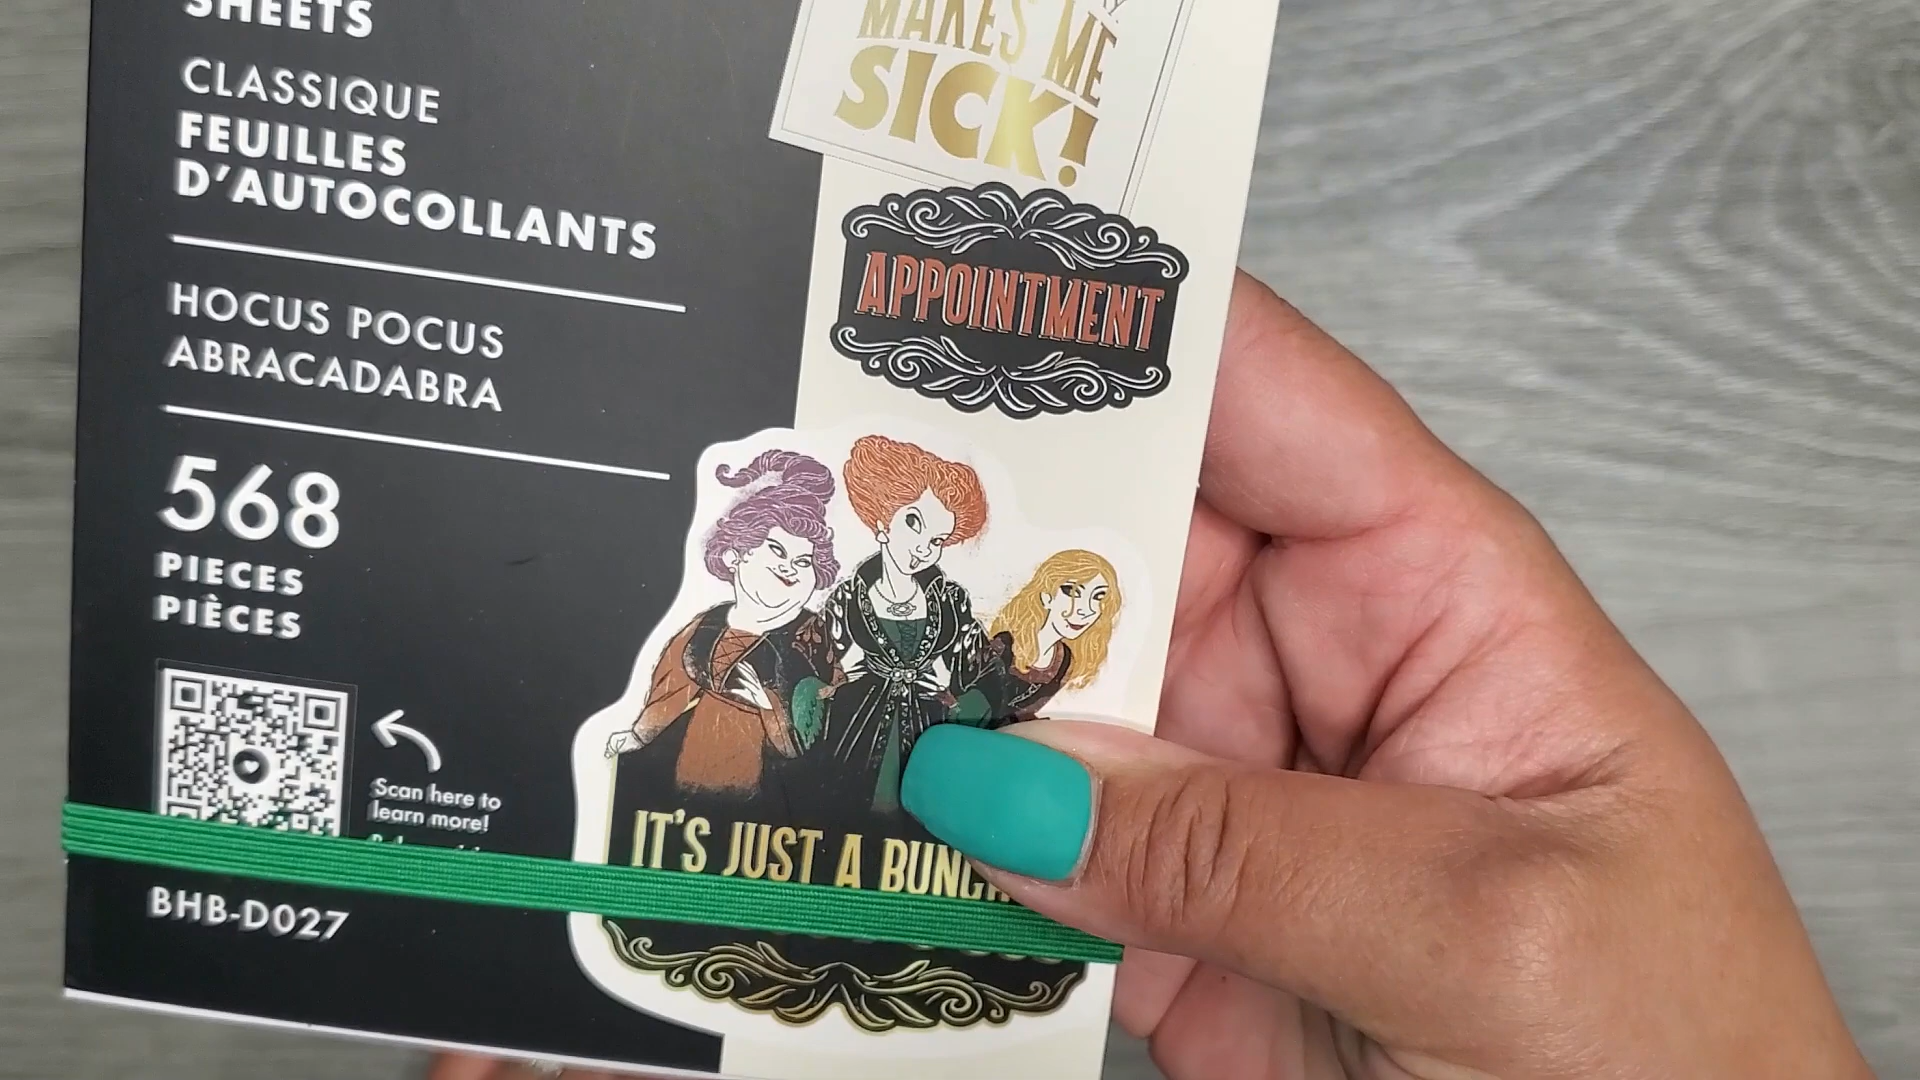 SHEETS
CLASSIQUE
FEUILLES
D'AUTOCOLLANTS
HOCUS POCUS
ABRACADABRA
568
PIECES
PIÈCES
Scan here to
learn more!
BHB-D027
MAKES ME
SICK!
APPOINTMENT
IT'S JUST A